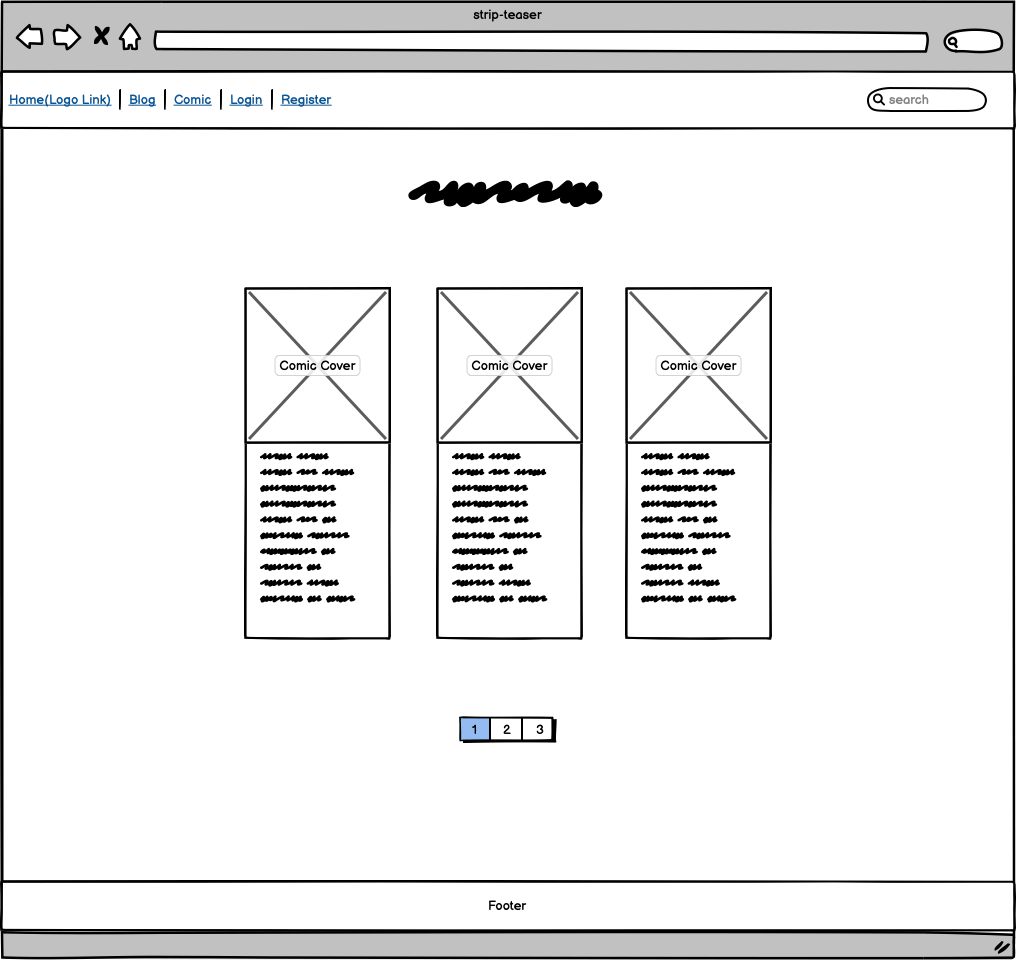 strip-teaser
Home(Logo Link) Blog Comic Login Register search
Comic Cover Comic Cover Comic Cover
1 2 3
Footer